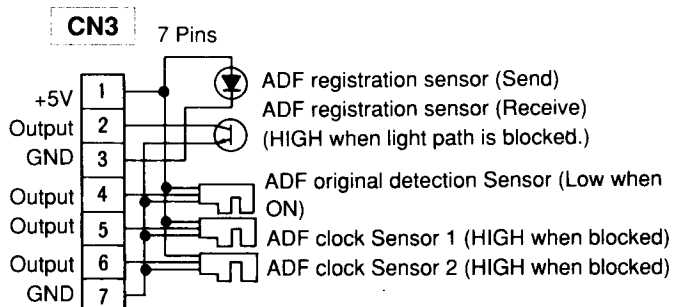 CN3 7 Pins
+5V 1
Output 2
GND 3
Output 4
Output 5
Output 6
GND 7
ADF registration sensor (Send)
ADF registration sensor (Receive)
(HIGH when light path is blocked.)
ADF original detection Sensor (Low when
ON)
ADF clock Sensor 1 (HIGH when blocked)
ADF clock Sensor 2 (HIGH when blocked)